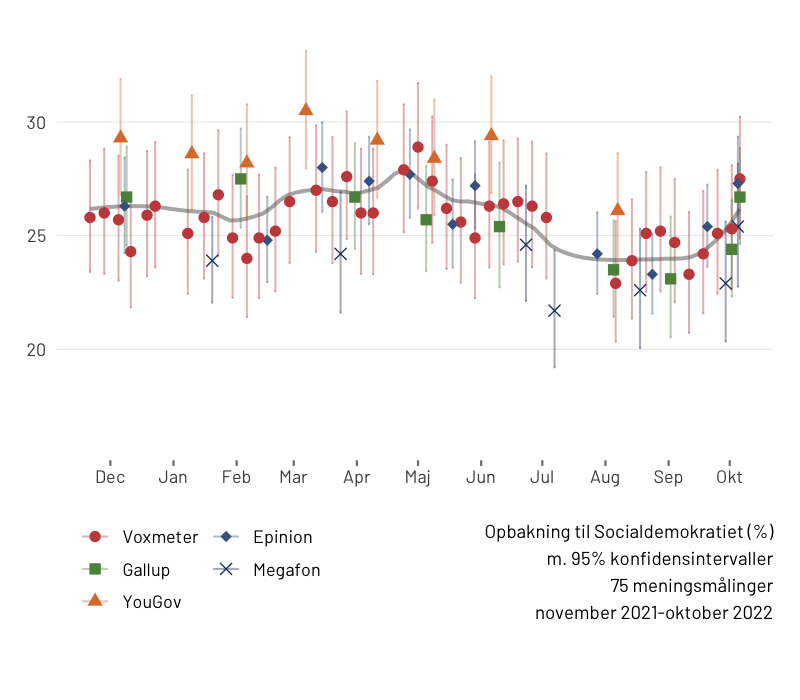 30
25
20
Dec Jan Feb Mar Apr Maj Jun Jul Aug Sep Okt
Voxmeter Epinion
Gallup Megafon
YouGov
Opbakning til Socialdemokratiet (%)
m. 95% konfidensintervaller
75 meningsmålinger
november 2021-oktober 2022